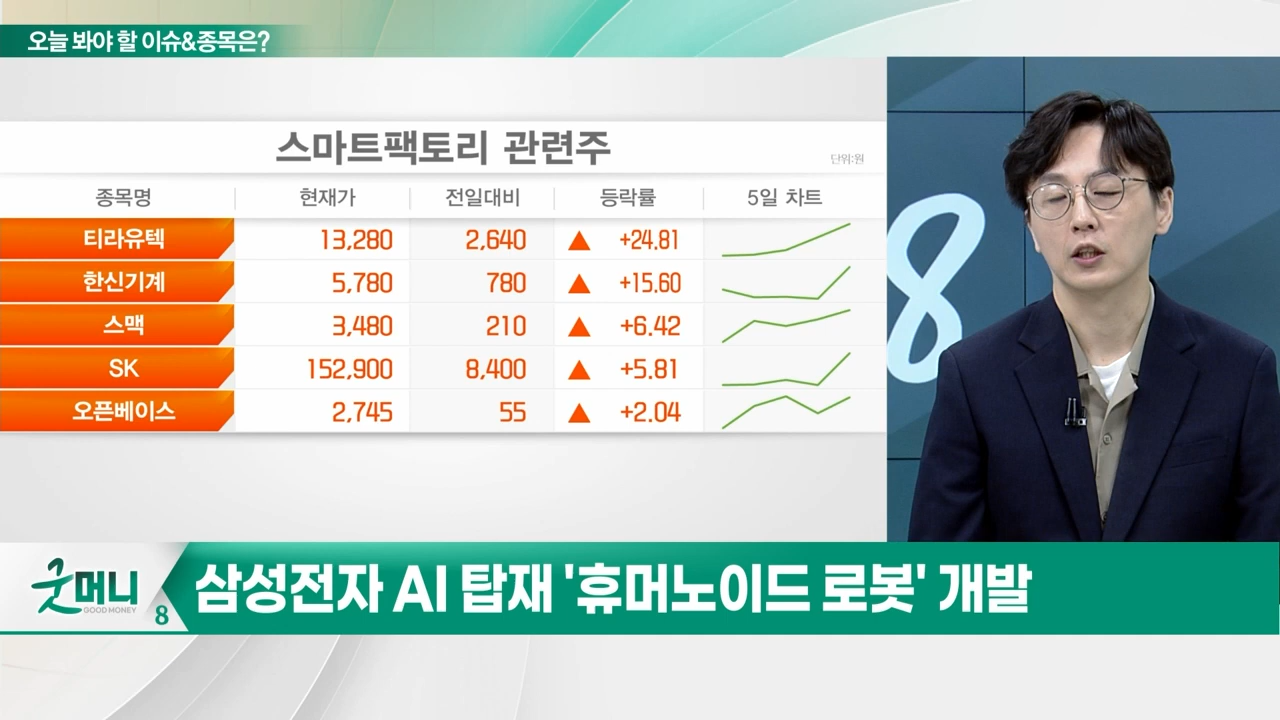 오늘 봐야 할 이슈&종목은?
스마트팩토리 관련주
단위:원
종목명 현재가 전일대비 등락률 5일 차트
티라유텍 13,280 2,640 ▲ +24.81
한신기계 5,780 780 ▲ +15.60
스맥 3,480 210 ▲ +6.42
SK 152,900 8,400 ▲ +5.81
오픈베이스 2,745 55 ▲ +2.04
8
굿머니 GOOD MONEY 8
삼성전자 AI 탑재 '휴머노이드 로봇' 개발